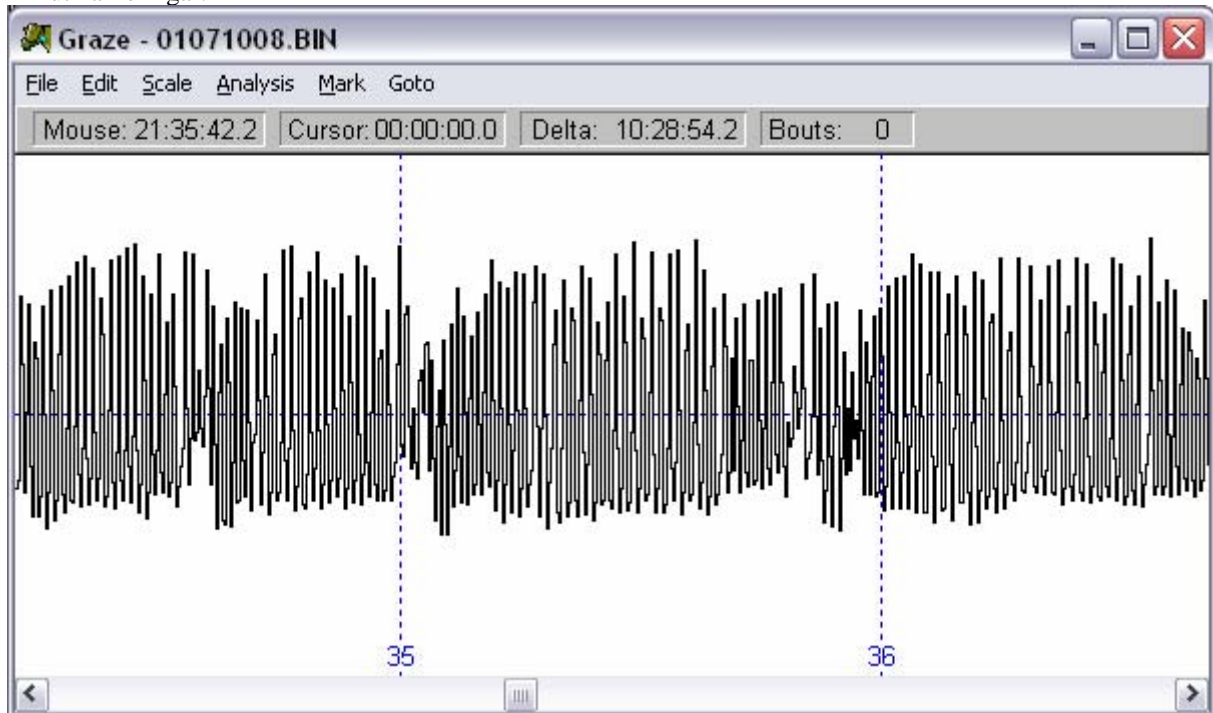 Graze - 01071008.BIN
File Edit Scale Analysis Mark Goto
Mouse: 21:35:42.2 Cursor: 00:00:00.0 Delta: 10:28:54.2 Bouts: 0
35 36